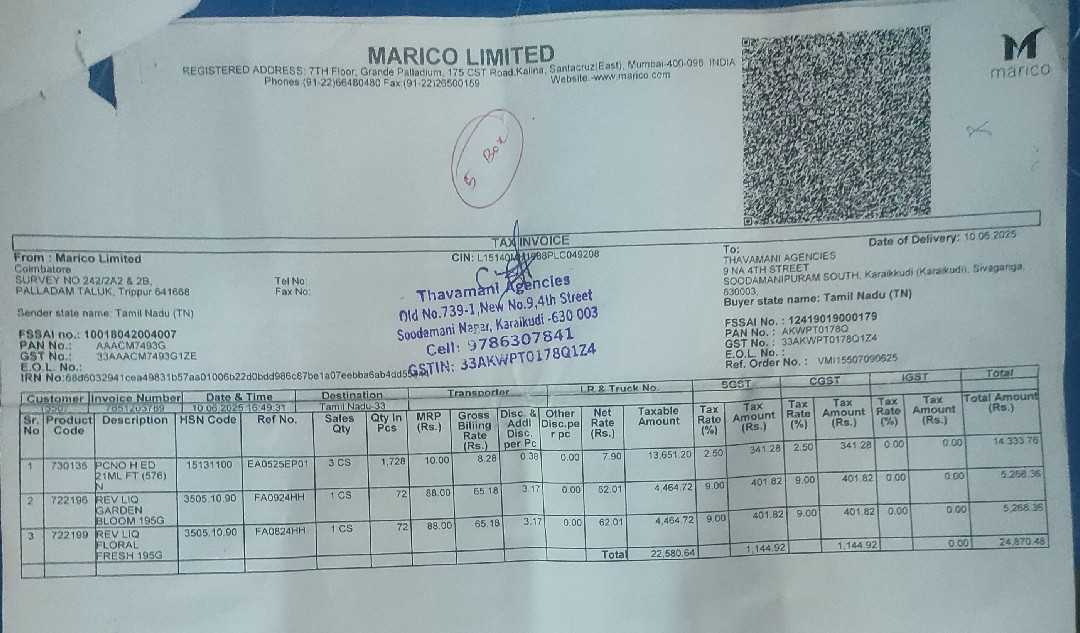 MARICO LIMITED
REGISTERED ADDRESS: 7TH Floor, Grande Palladium, 175 CST Road,Kalina, Santacruz(East), Mumbai-400-098. INDIA
Phones:(91-22)66480480 Fax:(91-22)26500159 Website.-www.marico.com
marico
5 Box
TAX INVOICE
CIN: Date of Delivery: 10.06.2025
From : Marico Limited
Coimbatore
SURVEY NO 242/2A2 & 2B,
PALLADAM TALUK, Trippur 641668
Sender state name: Tamil Nadu (TN)
FSSAI no.: 10018042004007
PAN No.: AAACM7493G
GST No.: 33AAACM7493G1ZE
E.O.L. No.:
IRN No:
Tel No
Fax No:
Thavamani Agencies
Old No.739-1,New No.9,4th Street
Soodamani Nagar, Karaikudi -630 003
Cell: 9786307841
GSTIN: 33AKWPT0178Q1Z4
To:
THAVAMANI AGENCIES
9 NA 4TH STREET
SOODAMANIPURAM SOUTH, Karaikkudi (Karaikudi), Sivaganga,
630003,
Buyer state name: Tamil Nadu (TN)
FSSAI No. : 12419019000179
PAN No. : AKWPT0178Q
GST No. : 33AKWPT0178Q1Z4
E.O.L. No. :
Ref. Order No. : VMI15507090625
Customer Invoice Number Date & Time Destination Transporter LR & Truck No. SGST CGST IGST Total
10.06.2025 16:49:31 Tamil Nadu-33
Sr. No Product Code Description HSN Code Ref No. Sales Qty Qty In Pcs MRP (Rs.) Gross Billing Rate (Rs.) Disc. & Addl Disc. per Pc Other Disc.per pc Net Rate (Rs.) Taxable Amount Tax Rate (%) Tax Amount (Rs.) Tax Rate (%) Tax Amount (Rs.) Tax Rate (%) Tax Amount (Rs.) Total Amount (Rs.)
1 730135 PCNO H ED 21ML FT (576) N 15131100 EA0525EP01 3 CS 1,728 10.00 8.28 0.38 0.00 7.90 13,651.20 2.50 341.28 2.50 341.28 0.00 0.00 14,333.76
2 722196 REV LIQ GARDEN BLOOM 195G 3505.10.90 FA0924HH 1 CS 72 88.00 65.18 3.17 0.00 62.01 4,464.72 9.00 401.82 9.00 401.82 0.00 0.00 5,268.36
3 722199 REV LIQ FLORAL FRESH 195G 3505.10.90 FA0824HH 1 CS 72 88.00 65.18 3.17 0.00 62.01 4,464.72 9.00 401.82 9.00 401.82 0.00 0.00 5,268.36
Total 22,580.64 1,144.92 1,144.92 0.00 24,870.48